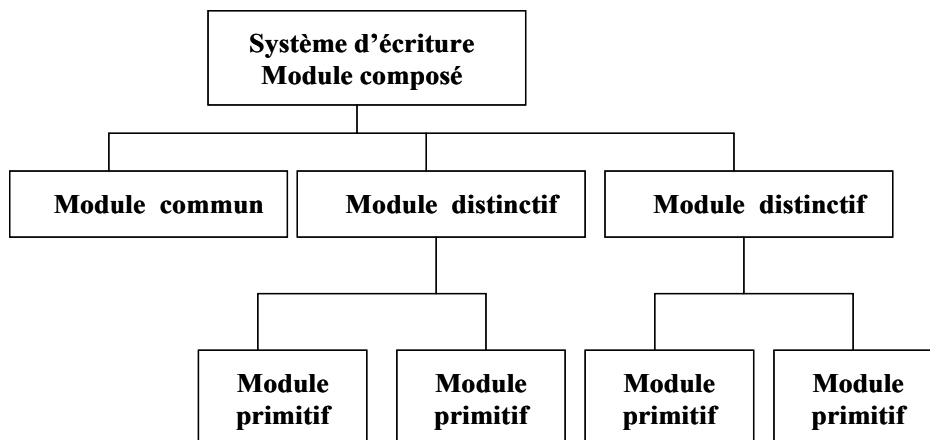 Système d’écriture
Module composé
Module commun
Module distinctif
Module distinctif
Module
primitif
Module
primitif
Module
primitif
Module
primitif